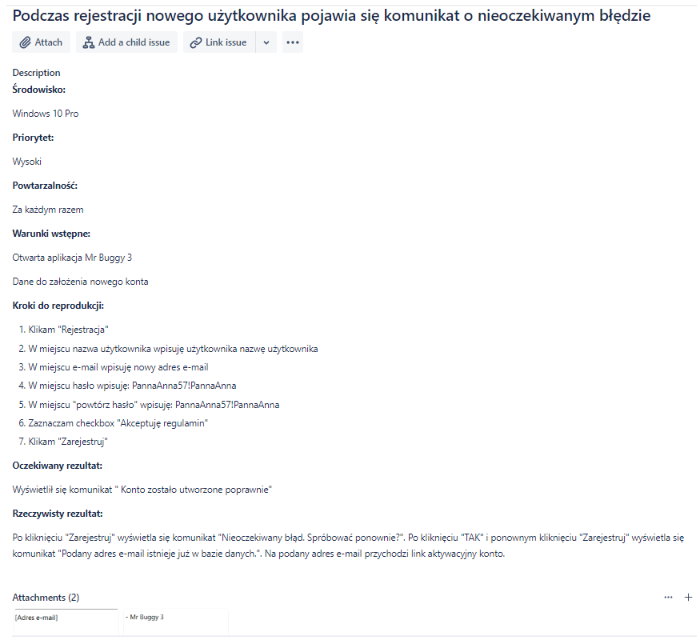 Podczas rejestracji nowego użytkownika pojawia się komunikat o nieoczekiwanym błędzie
Attach
Add a child issue
Link issue
Description
Środowisko:
Windows 10 Pro
Priorytet:
Wysoki
Powtarzalność:
Za każdym razem
Warunki wstępne:
Otwarta aplikacja Mr Buggy 3
Dane do założenia nowego konta
Kroki do reprodukcji:
1. Klikam "Rejestracja"
2. W miejscu nazwa użytkownika wpisuję użytkownika nazwę użytkownika
3. W miejscu e-mail wpisuję nowy adres e-mail
4. W miejscu hasło wpisuję: PannaAnna57!PannaAnna
5. W miejscu "powtórz hasło" wpisuję: PannaAnna57!PannaAnna
6. Zaznaczam checkbox "Akceptuję regulamin"
7. Klikam "Zarejestruj"
Oczekiwany rezultat:
Wyświetlił się komunikat " Konto zostało utworzone poprawnie"
Rzeczywisty rezultat:
Po kliknięciu "Zarejestruj" wyświetla się komunikat "Nieoczekiwany błąd. Spróbować ponownie?". Po kliknięciu "TAK" i ponownym kliknięciu "Zarejestruj" wyświetla się
komunikat "Podany adres e-mail istnieje już w bazie danych.". Na podany adres e-mail przychodzi link aktywacyjny konto.
Attachments (2)
[Adres e-mail]
- Mr Buggy 3